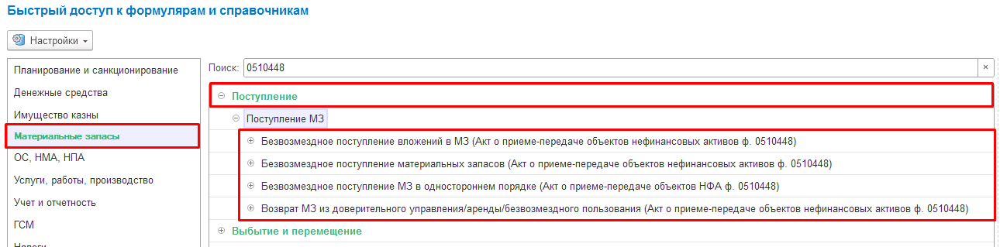 Быстрый доступ к формулярам и справочникам
Настройки
Планирование и санкционирование
Денежные средства
Имущество казны
Материальные запасы
ОС, НМА, НПА
Услуги, работы, производство
Учет и отчетность
ГСМ
Налоги
Поиск: 0510448
Поступление
Поступление МЗ
Безвозмездное поступление вложений в МЗ (Акт о приеме-передаче объектов нефинансовых активов ф. 0510448)
Безвозмездное поступление материальных запасов (Акт о приеме-передаче объектов нефинансовых активов ф. 0510448)
Безвозмездное поступление МЗ в одностороннем порядке (Акт о приеме-передаче объектов НФА ф. 0510448)
Возврат МЗ из доверительного управления/аренды/безвозмездного пользования (Акт о приеме-передаче объектов нефинансовых активов ф. 0510448)
Выбытие и перемещение